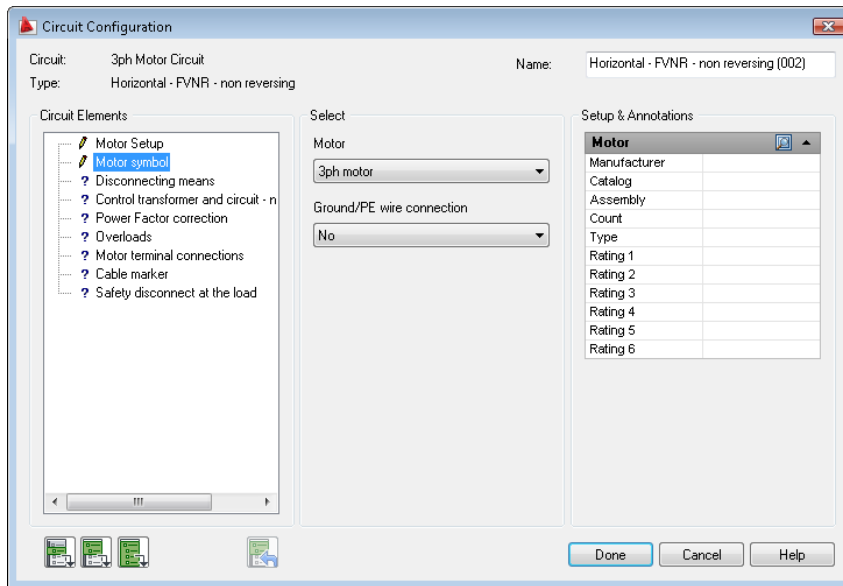 Circuit Configuration
Circuit: 3ph Motor Circuit
Type: Horizontal - FVNR - non reversing
Name: Horizontal - FVNR - non reversing (002)
Circuit Elements
Motor Setup
Motor symbol
? Disconnecting means
? Control transformer and circuit - n
? Power Factor correction
? Overloads
? Motor terminal connections
? Cable marker
? Safety disconnect at the load
Select
Motor
3ph motor
Ground/PE wire connection
No
Setup & Annotations
Motor
Manufacturer
Catalog
Assembly
Count
Type
Rating 1
Rating 2
Rating 3
Rating 4
Rating 5
Rating 6
Done Cancel Help